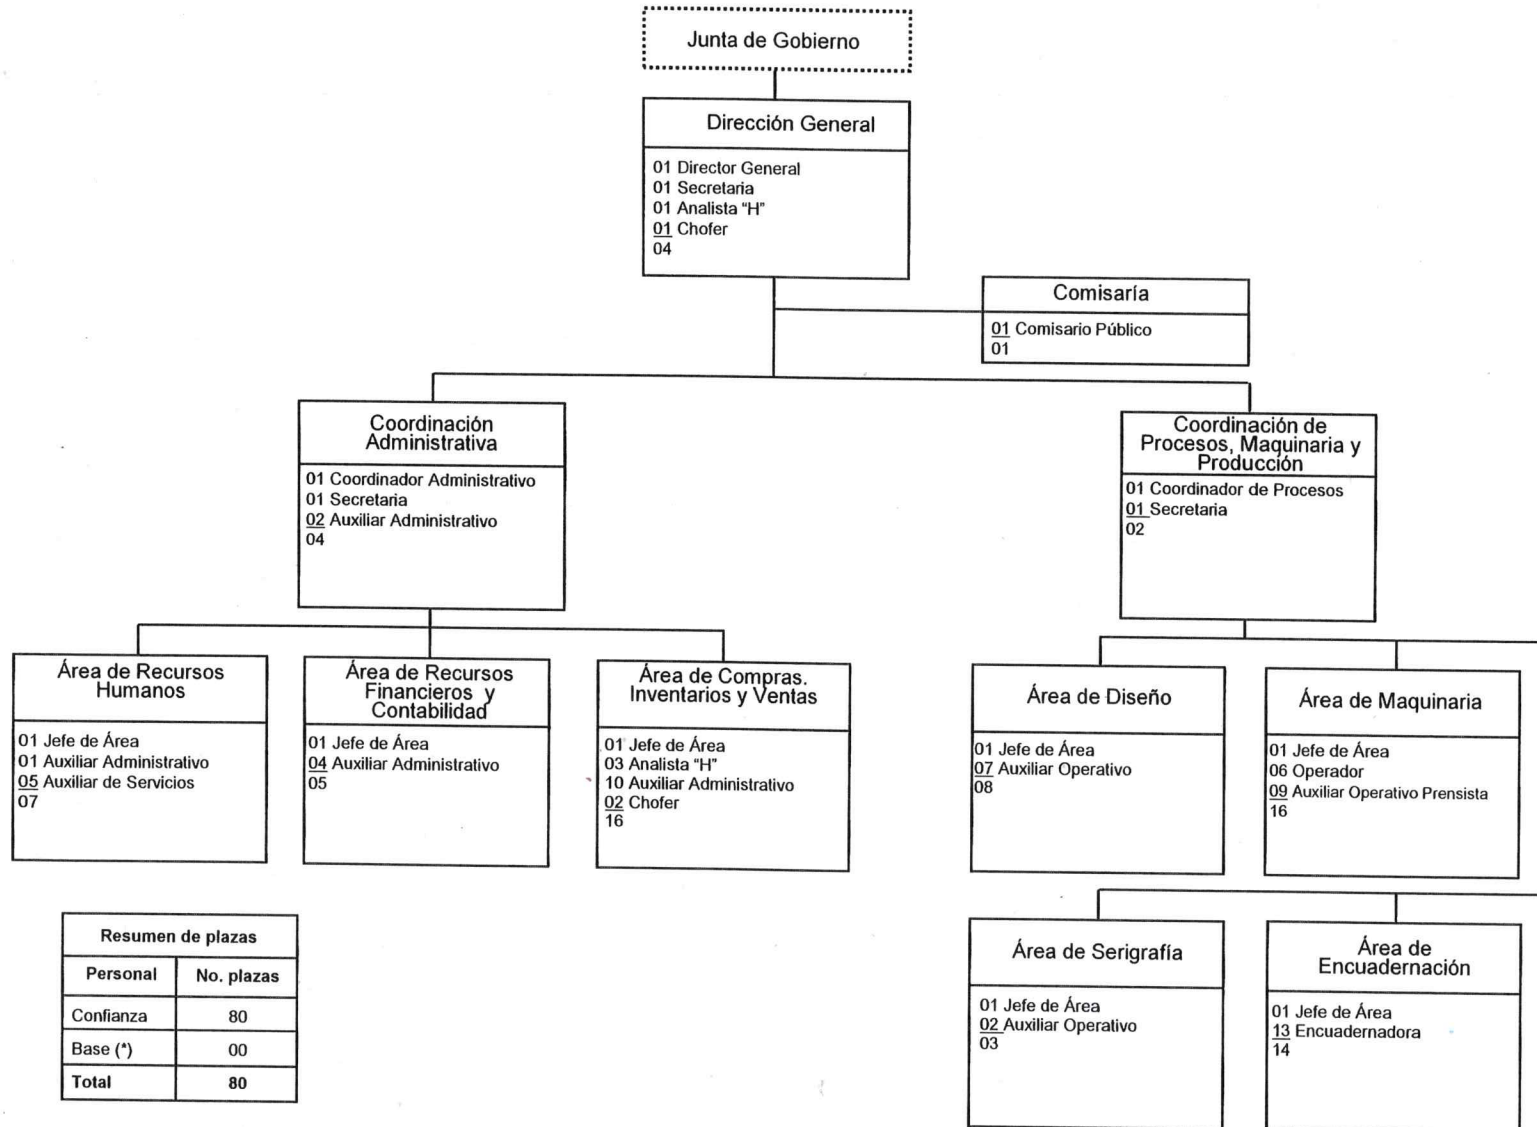 Junta de Gobierno
Dirección General
01 Director General
01 Secretaria
01 Analista “H”
01 Chofer
04
Comisaría
01 Comisario Público
01
Coordinación
Administrativa
01 Coordinador Administrativo
01 Secretaria
02 Auxiliar Administrativo
04
Coordinación de
Procesos, Maquinaria y
Producción
01 Coordinador de Procesos
01 Secretaria
02
Área de Recursos
Humanos
01 Jefe de Área
01 Auxiliar Administrativo
05 Auxiliar de Servicios
07
Área de Recursos
Financieros y
Contabilidad
01 Jefe de Área
04 Auxiliar Administrativo
05
Área de Compras.
Inventarios y Ventas
01 Jefe de Área
03 Analista “H”
10 Auxiliar Administrativo
02 Chofer
16
Área de Diseño
01 Jefe de Área
07 Auxiliar Operativo
08
Área de Maquinaria
01 Jefe de Área
06 Operador
09 Auxiliar Operativo Prensista
16
Área de Serigrafía
01 Jefe de Área
02 Auxiliar Operativo
03
Área de
Encuadernación
01 Jefe de Área
13 Encuadernadora
14
Resumen de plazas
Personal No. plazas
Confianza 80
Base (*) 00
Total 80